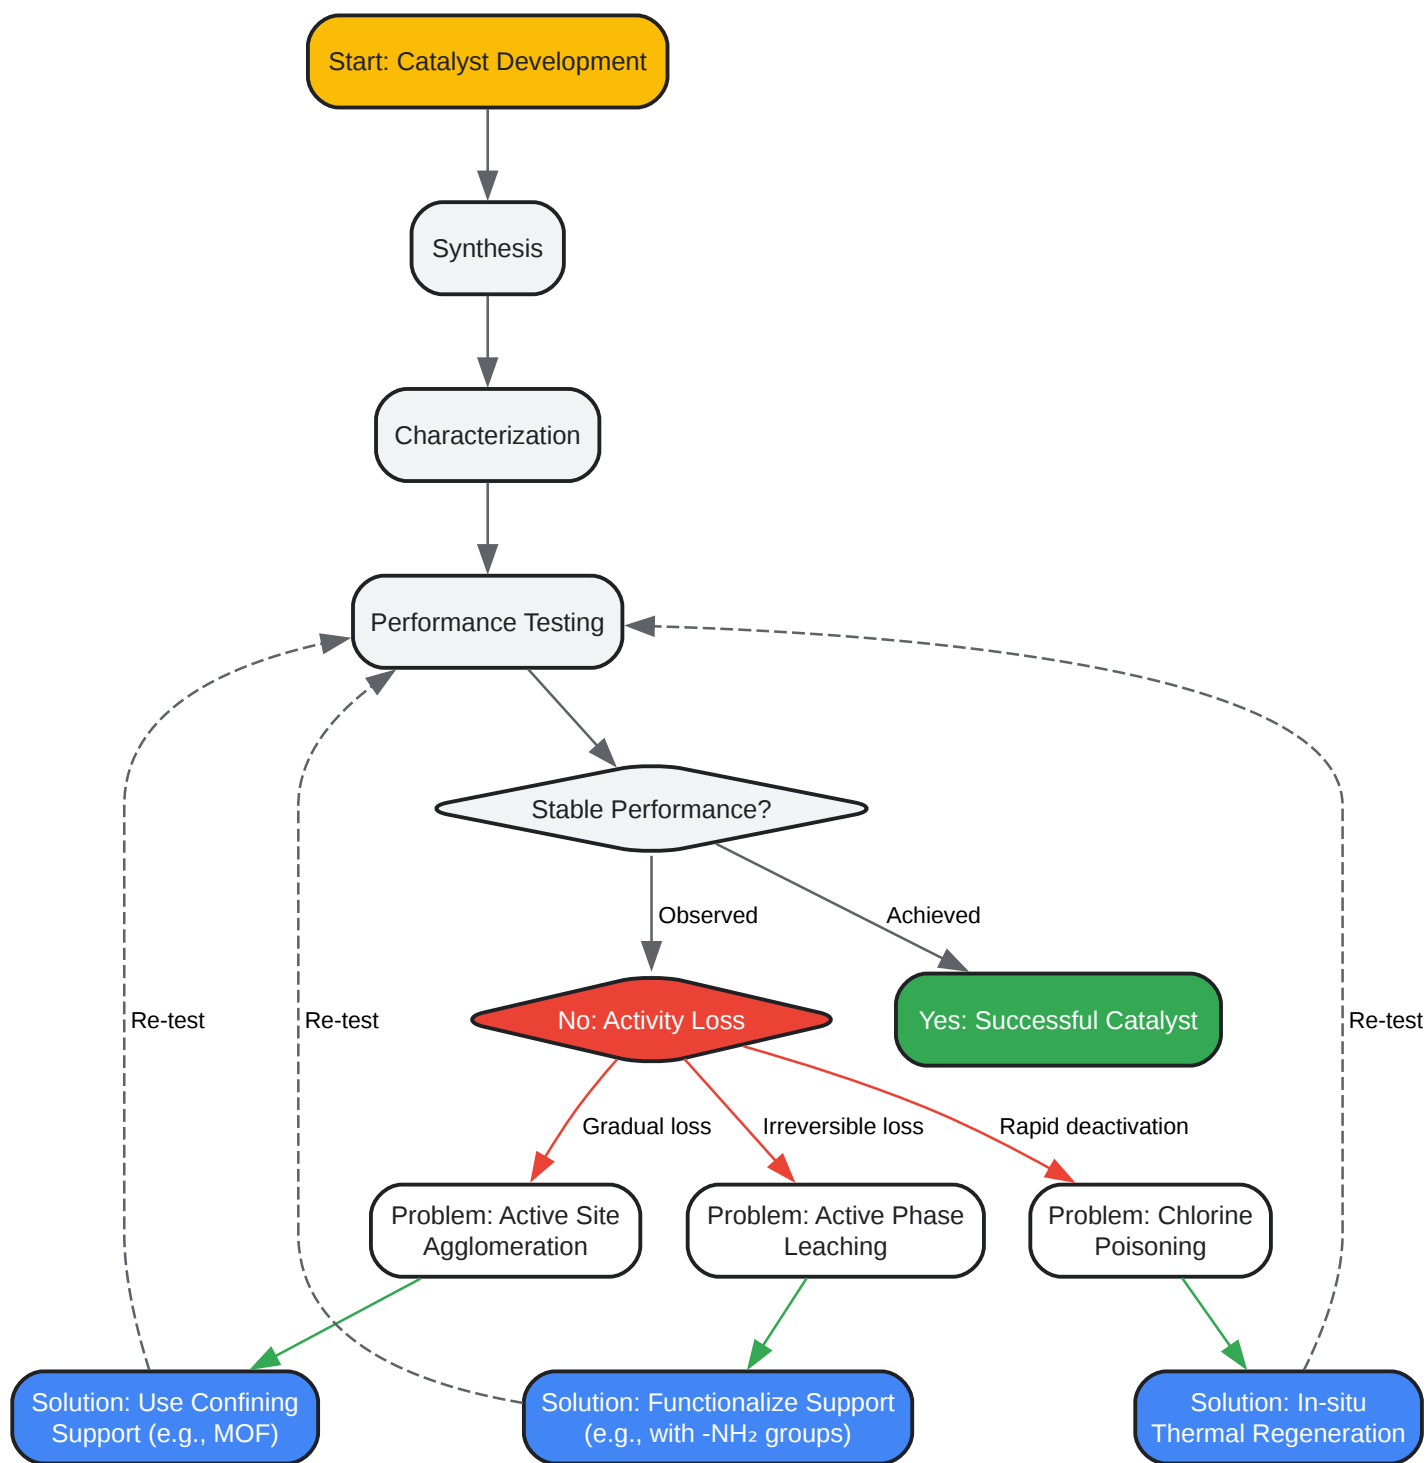 Start: Catalyst Development
Synthesis
Characterization
Performance Testing
Stable Performance?
Observed
Achieved
Re-test
Re-test
No: Activity Loss
Yes: Successful Catalyst
Re-test
Gradual loss
Irreversible loss
Rapid deactivation
Problem: Active Site
Agglomeration
Problem: Active Phase
Leaching
Problem: Chlorine
Poisoning
Solution: Use Confining
Support (e.g., MOF)
Solution: Functionalize Support
(e.g., with -NH₂ groups)
Solution: In-situ
Thermal Regeneration